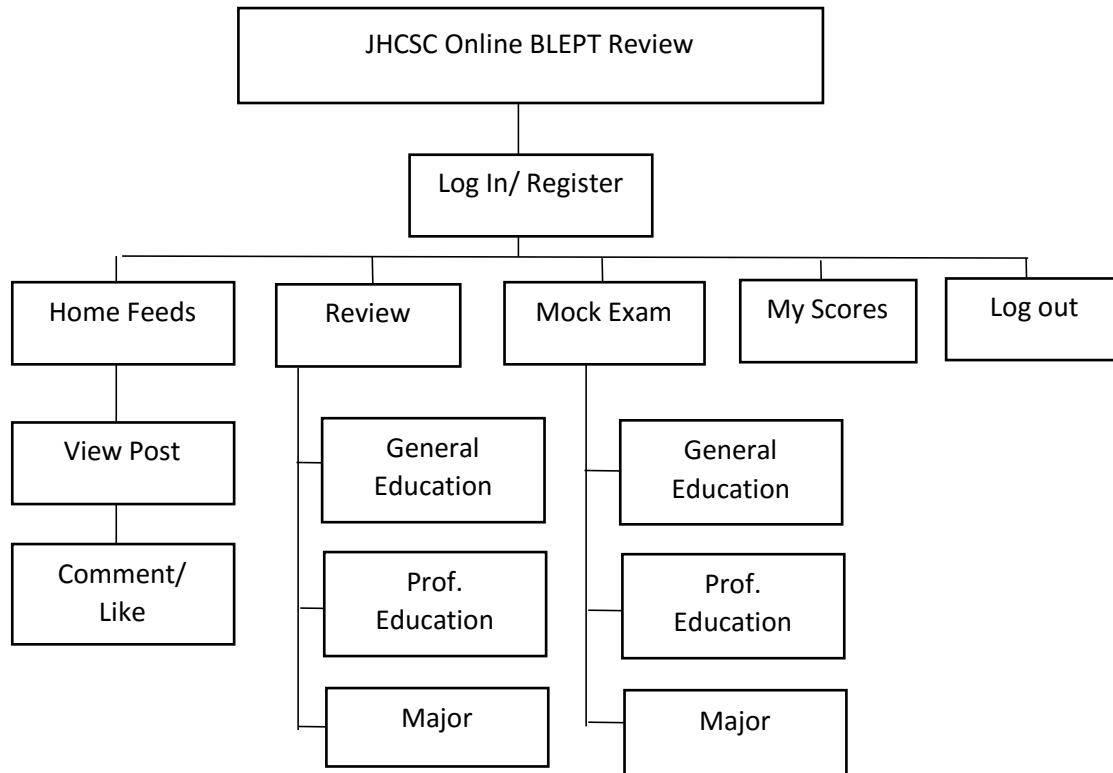 JHCSC Online BLEPT Review
Log In/ Register
Home Feeds
Review
Mock Exam
My Scores
Log out
View Post
Comment/
Like
General
Education
Prof.
Education
Major
General
Education
Prof.
Education
Major